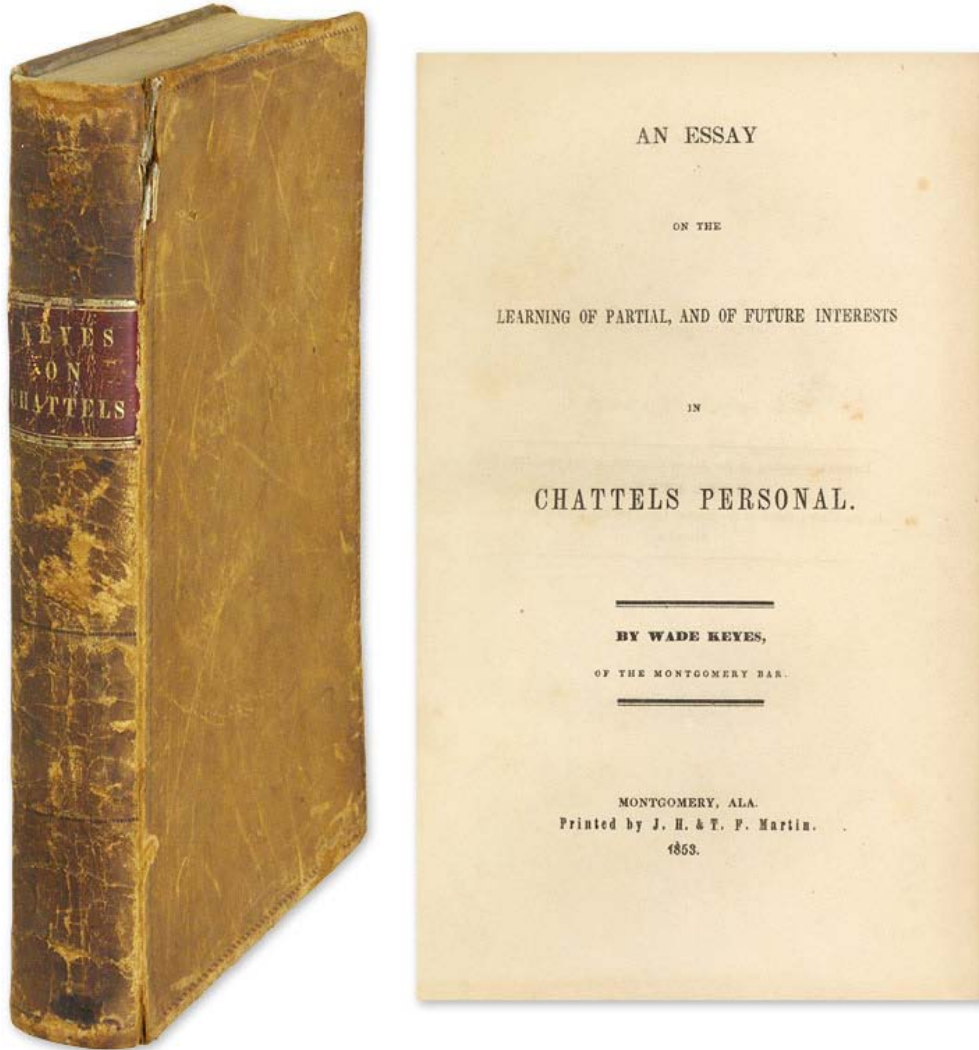 KEYES
ON
CHATTELS
AN ESSAY
ON THE
LEARNING OF PARTIAL, AND OF FUTURE INTERESTS
IN
CHATTELS PERSONAL.
BY WADE KEYES,
OF THE MONTGOMERY BAR.
MONTGOMERY, ALA.
Printed by J. H. & T. F. Martin.
1853.